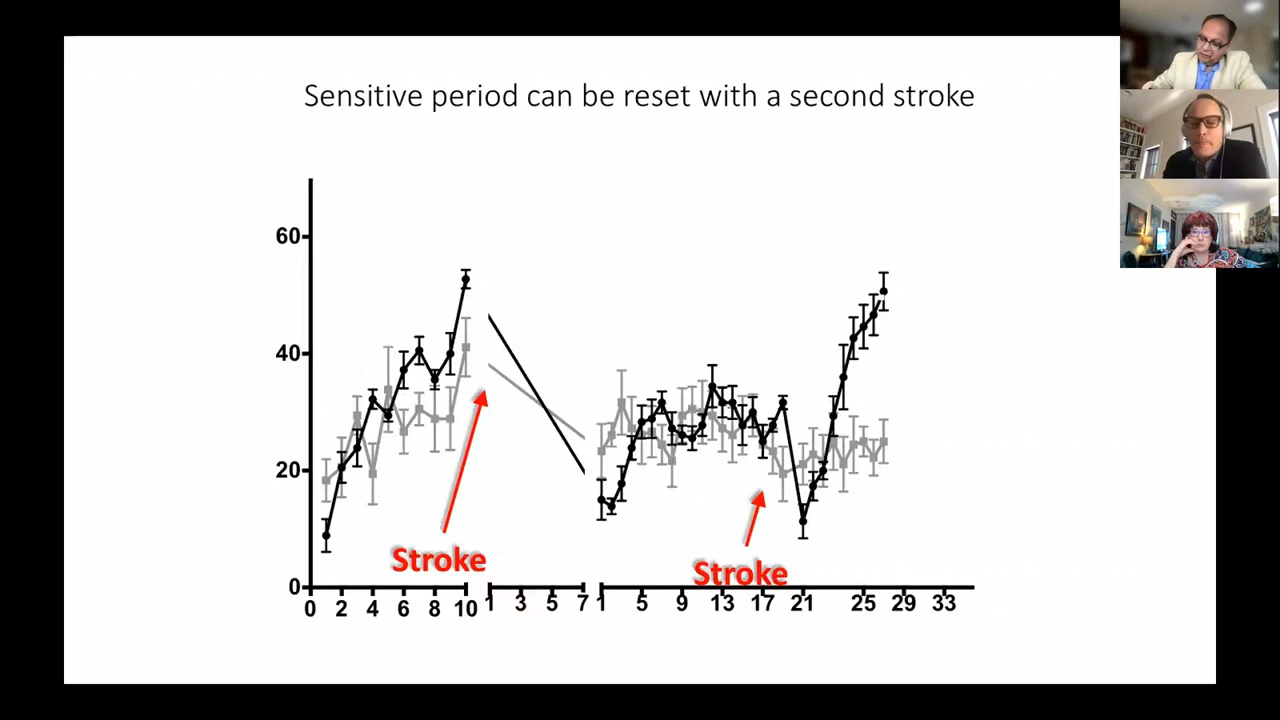 Sensitive period can be reset with a second stroke
60
40
20
0
Stroke
Stroke
0 2 4 6 8 10 1 3 5 7 1 5 9 13 17 21 25 29 33